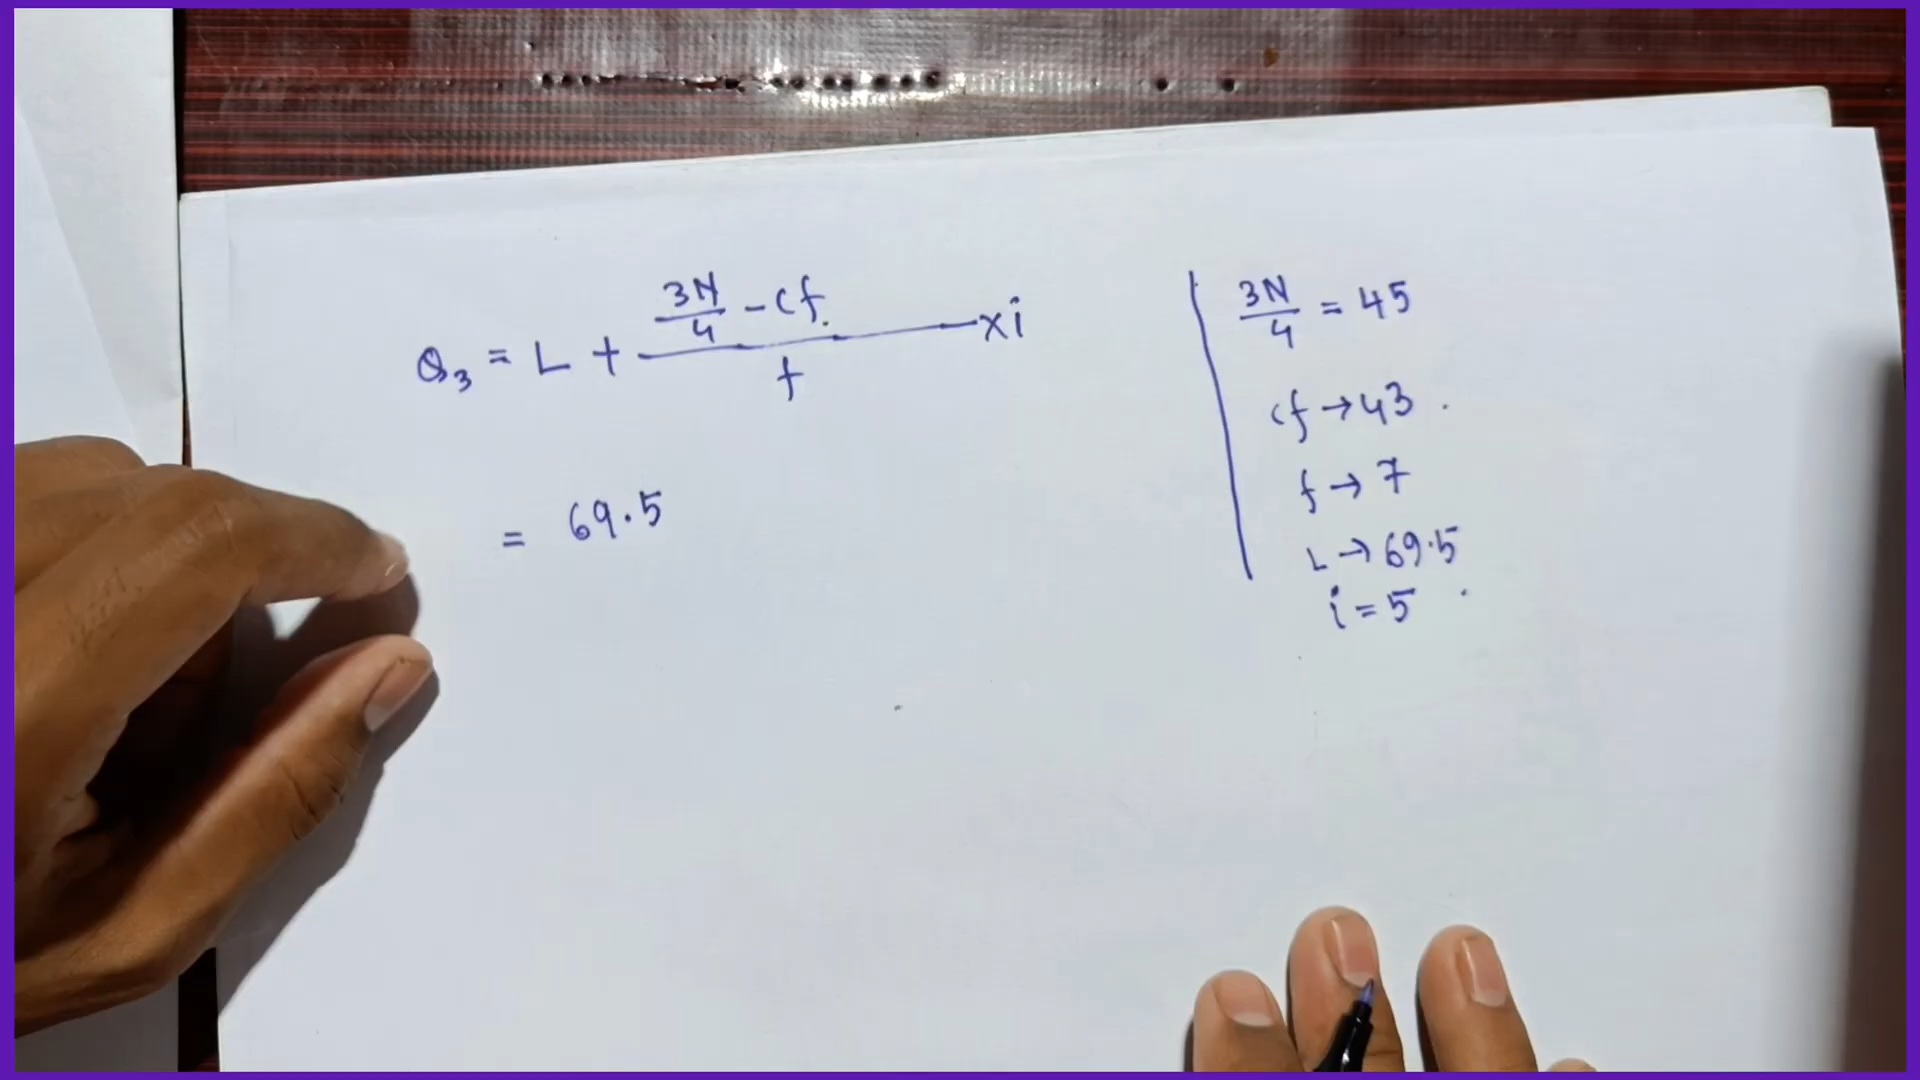 Q₃ = L + (3N/4 - cf.)/f × i
= 69.5
3N/4 = 45
cf → 43
f → 7
L → 69.5
i = 5